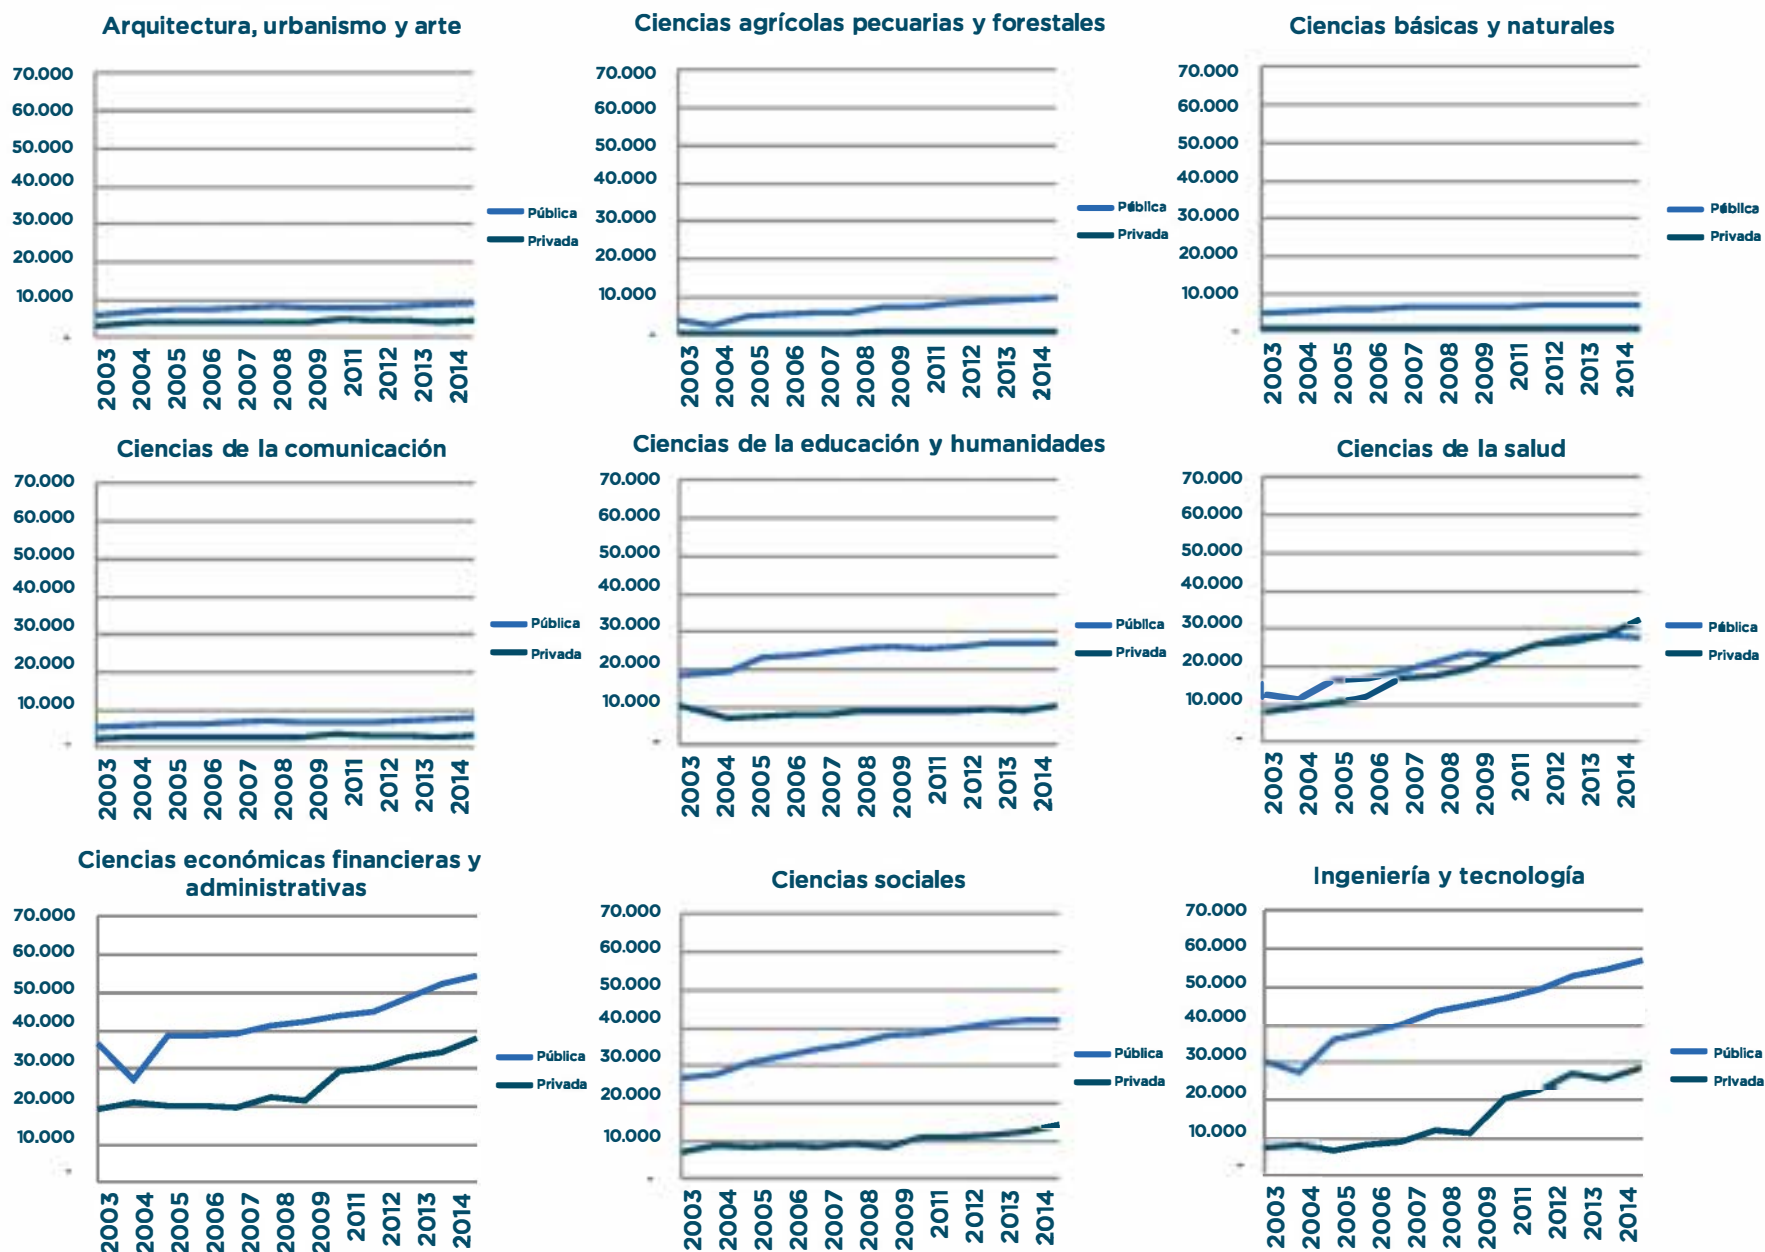 Arquitectura, urbanismo y arte
70.000
60.000
50.000
40.000
30.000
20.000
10.000
-
2003 2004 2005 2006 2007 2008 2009 2011 2012 2013 2014
Pública
Privada
Ciencias agrícolas pecuarias y forestales
70.000
60.000
50.000
40.000
30.000
20.000
10.000
-
2003 2004 2005 2006 2007 2008 2009 2011 2012 2013 2014
Pública
Privada
Ciencias básicas y naturales
70.000
60.000
50.000
40.000
30.000
20.000
10.000
-
2003 2004 2005 2006 2007 2008 2009 2011 2012 2013 2014
Pública
Privada
Ciencias de la comunicación
70.000
60.000
50.000
40.000
30.000
20.000
10.000
-
2003 2004 2005 2006 2007 2008 2009 2011 2012 2013 2014
Pública
Privada
Ciencias de la educación y humanidades
70.000
60.000
50.000
40.000
30.000
20.000
10.000
-
2003 2004 2005 2006 2007 2008 2009 2011 2012 2013 2014
Pública
Privada
Ciencias de la salud
70.000
60.000
50.000
40.000
30.000
20.000
10.000
-
2003 2004 2005 2006 2007 2008 2009 2011 2012 2013 2014
Pública
Privada
Ciencias económicas financieras y
administrativas
70.000
60.000
50.000
40.000
30.000
20.000
10.000
-
2003 2004 2005 2006 2007 2008 2009 2011 2012 2013 2014
Pública
Privada
Ciencias sociales
70.000
60.000
50.000
40.000
30.000
20.000
10.000
-
2003 2004 2005 2006 2007 2008 2009 2011 2012 2013 2014
Pública
Privada
Ingeniería y tecnología
70.000
60.000
50.000
40.000
30.000
20.000
10.000
-
2003 2004 2005 2006 2007 2008 2009 2011 2012 2013 2014
Pública
Privada